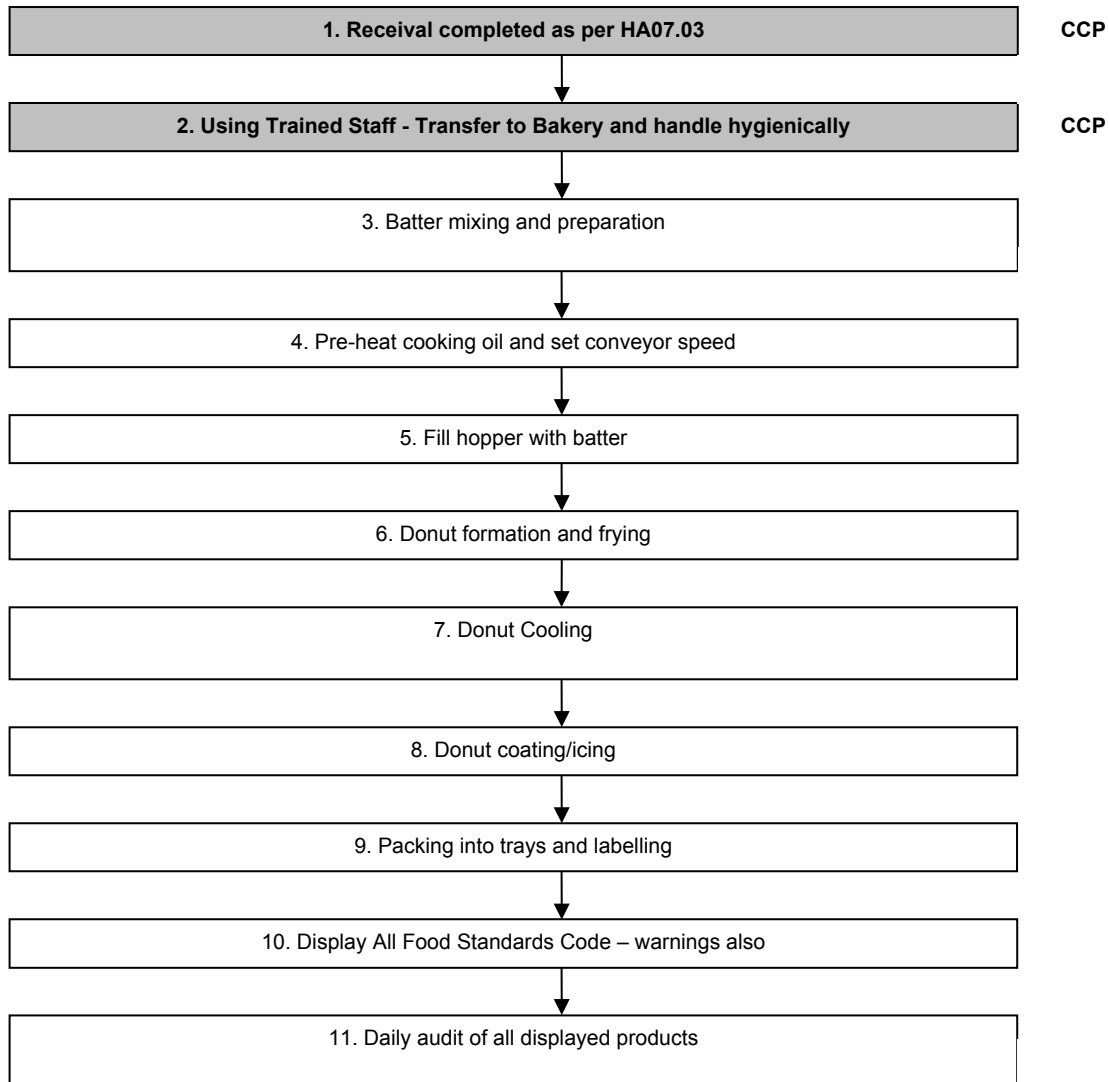 1. Receival completed as per HA07.03 CCP
2. Using Trained Staff - Transfer to Bakery and handle hygienically CCP
3. Batter mixing and preparation
4. Pre-heat cooking oil and set conveyor speed
5. Fill hopper with batter
6. Donut formation and frying
7. Donut Cooling
8. Donut coating/icing
9. Packing into trays and labelling
10. Display All Food Standards Code – warnings also
11. Daily audit of all displayed products